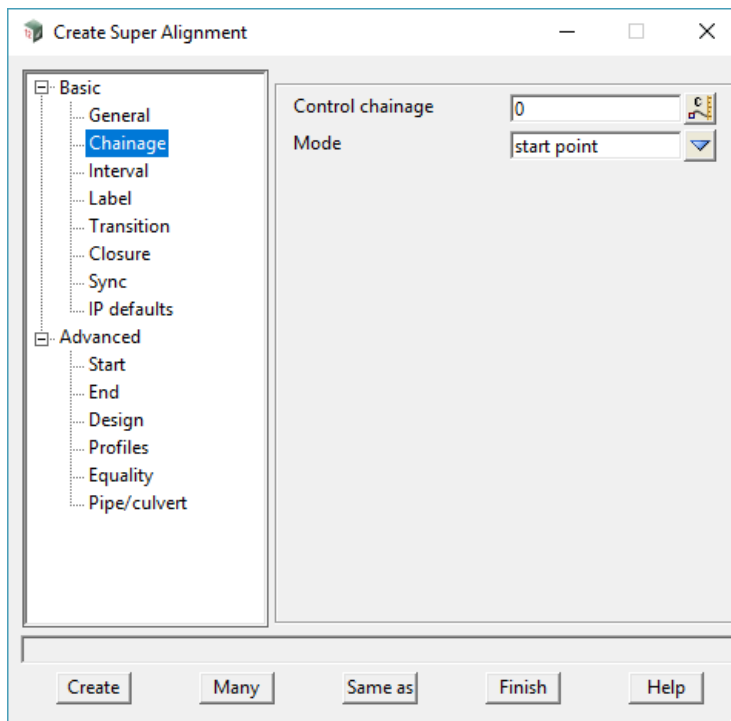 Create Super Alignment
Basic
General
Chainage
Interval
Label
Transition
Closure
Sync
IP defaults
Advanced
Start
End
Design
Profiles
Equality
Pipe/culvert
Control chainage 0
Mode start point
Create Many Same as Finish Help